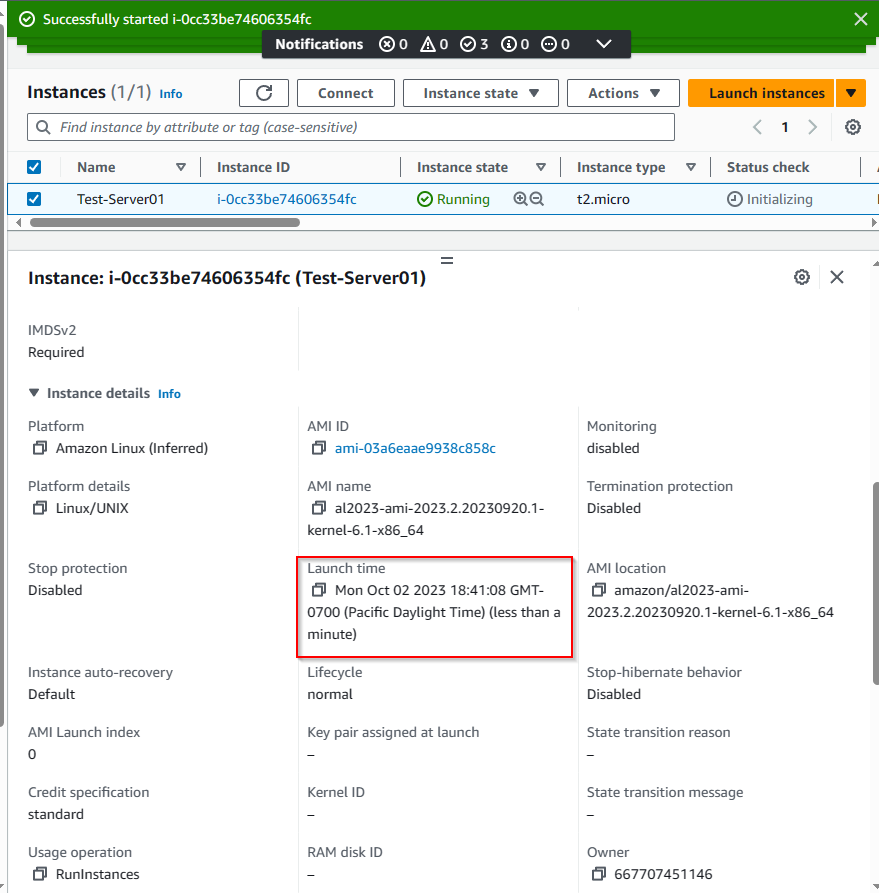 Successfully started i-0cc33be74606354fc
Notifications 0 0 3 0 0
Instances (1/1) Info
Connect
Instance state
Actions
Launch instances
Find instance by attribute or tag (case-sensitive)
1
Name Instance ID Instance state Instance type Status check
Test-Server01 i-0cc33be74606354fc Running t2.micro Initializing
Instance: i-0cc33be74606354fc (Test-Server01)
IMDSv2
Required
Instance details Info
Platform
Amazon Linux (Inferred)
AMI ID
ami-03a6eaae9938c858c
Monitoring
disabled
Platform details
Linux/UNIX
AMI name
al2023-ami-2023.2.20230920.1-
kernel-6.1-x86_64
Termination protection
Disabled
Stop protection
Disabled
Launch time
Mon Oct 02 2023 18:41:08 GMT-
0700 (Pacific Daylight Time) (less than a
minute)
AMI location
amazon/al2023-ami-
2023.2.20230920.1-kernel-6.1-x86_64
Instance auto-recovery
Default
Lifecycle
normal
Stop-hibernate behavior
Disabled
AMI Launch index
0
Key pair assigned at launch
–
State transition reason
–
Credit specification
standard
Kernel ID
–
State transition message
–
Usage operation
RunInstances
RAM disk ID
–
Owner
667707451146